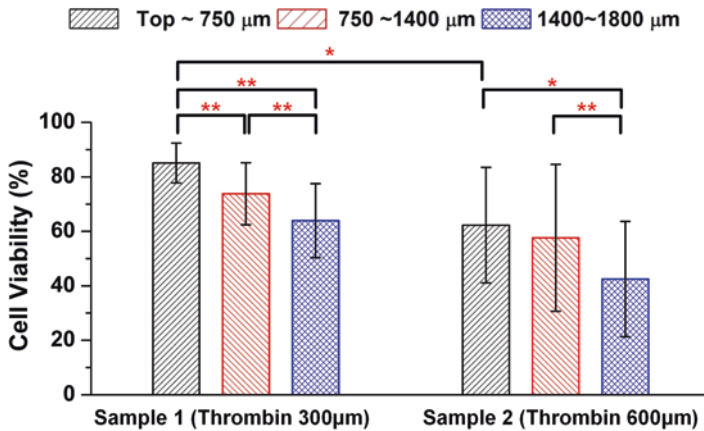 Top ~ 750 μm 750 ~1400 μm 1400~1800 μm
*
** *
** ** **
Cell Viability (%)
100
80
60
40
20
0
Sample 1 (Thrombin 300μm) Sample 2 (Thrombin 600μm)